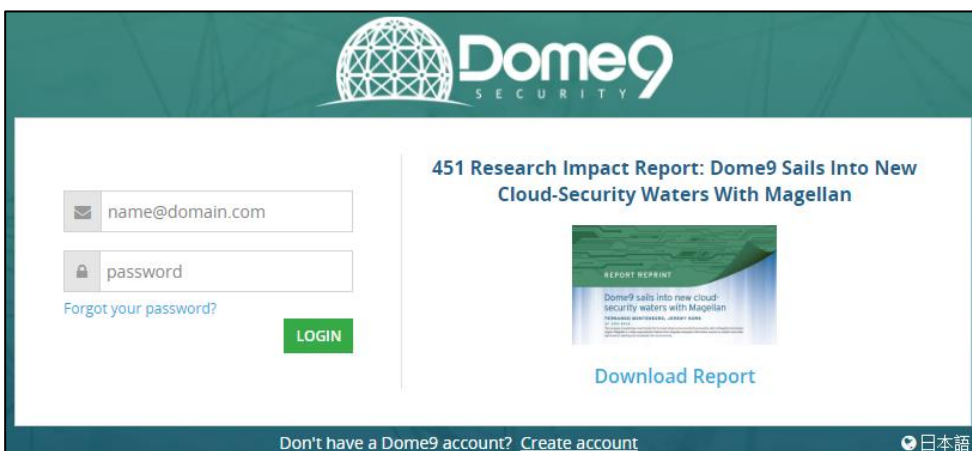 Dome9
SECURITY
name@domain.com
password
Forgot your password?
LOGIN
451 Research Impact Report: Dome9 Sails Into New
Cloud-Security Waters With Magellan
REPORT REPRINT
Dome9 sails into new cloud-
security waters with Magellan
Download Report
Don't have a Dome9 account? Create account
日本語